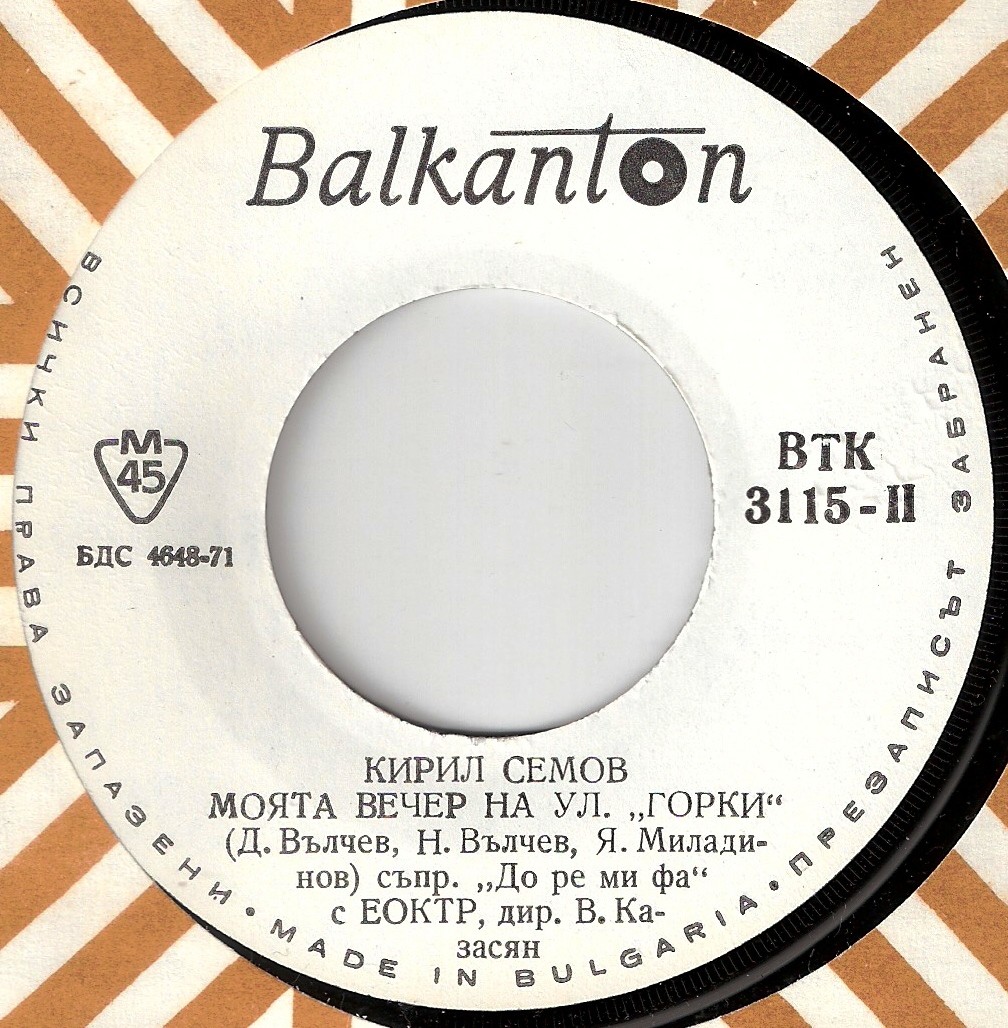 Balkanton
ВСИЧКИ ПРАВА ЗАПАЗЕНИ • MADE IN BULGARIA • ПРЕЗАПИСЪТ ЗАБРАНЕН
М
45
БДС 4648-71
ВТК
3115-II
КИРИЛ СЕМОВ
МОЯТА ВЕЧЕР НА УЛ. „ГОРКИ“
(Д. Вълчев, Н. Вълчев, Я. Милади-
нов) съпр. „До ре ми фа“
с ЕОКТР, дир. В. Ка-
засян